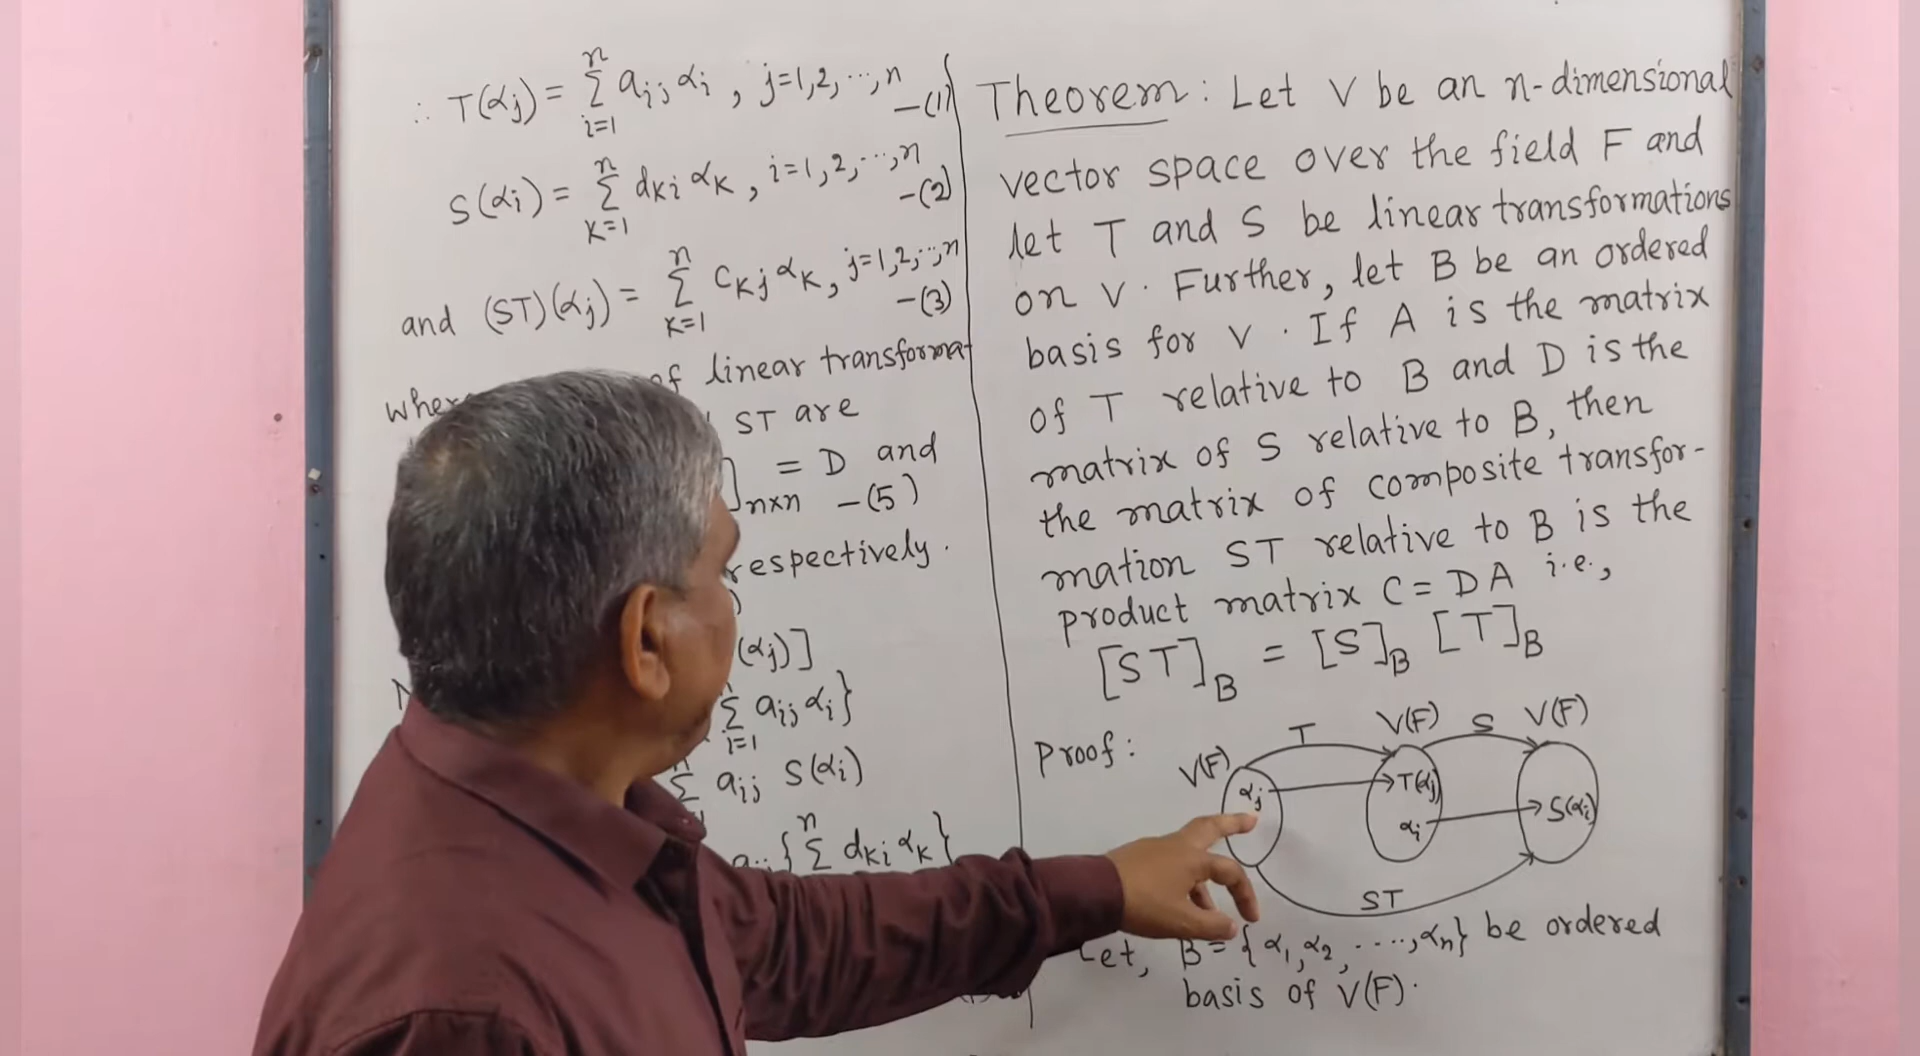 ∴ T(αj) = Σ_{i=1}^{n} aij αi , j=1,2,...,n —(1)
S(αi) = Σ_{K=1}^{n} dKi αK , i=1,2,...,n —(2)
and (ST)(αj) = Σ_{K=1}^{n} CKj αK , j=1,2,...,n —(3)
of linear transformat
ST are
] n×n = D and —(5)
respectively.
(αj)]
Σ_{i=1} aij αi}
Σ aij S(αi)
{Σ^{n} dKi αK}
Theorem: Let V be an n-dimensional
vector space over the field F and
let T and S be linear transformations
on V. Further, let B be an ordered
basis for V. If A is the matrix
of T relative to B and D is the
matrix of S relative to B, then
the matrix of composite transfor-
mation ST relative to B is the
product matrix C = DA i.e.,
[ST]B = [S]B [T]B
Proof:
V(F) T V(F) S V(F)
αj T(αj)
αi S(αi)
ST
Let, B = {α1, α2, ...., αn} be ordered
basis of V(F).